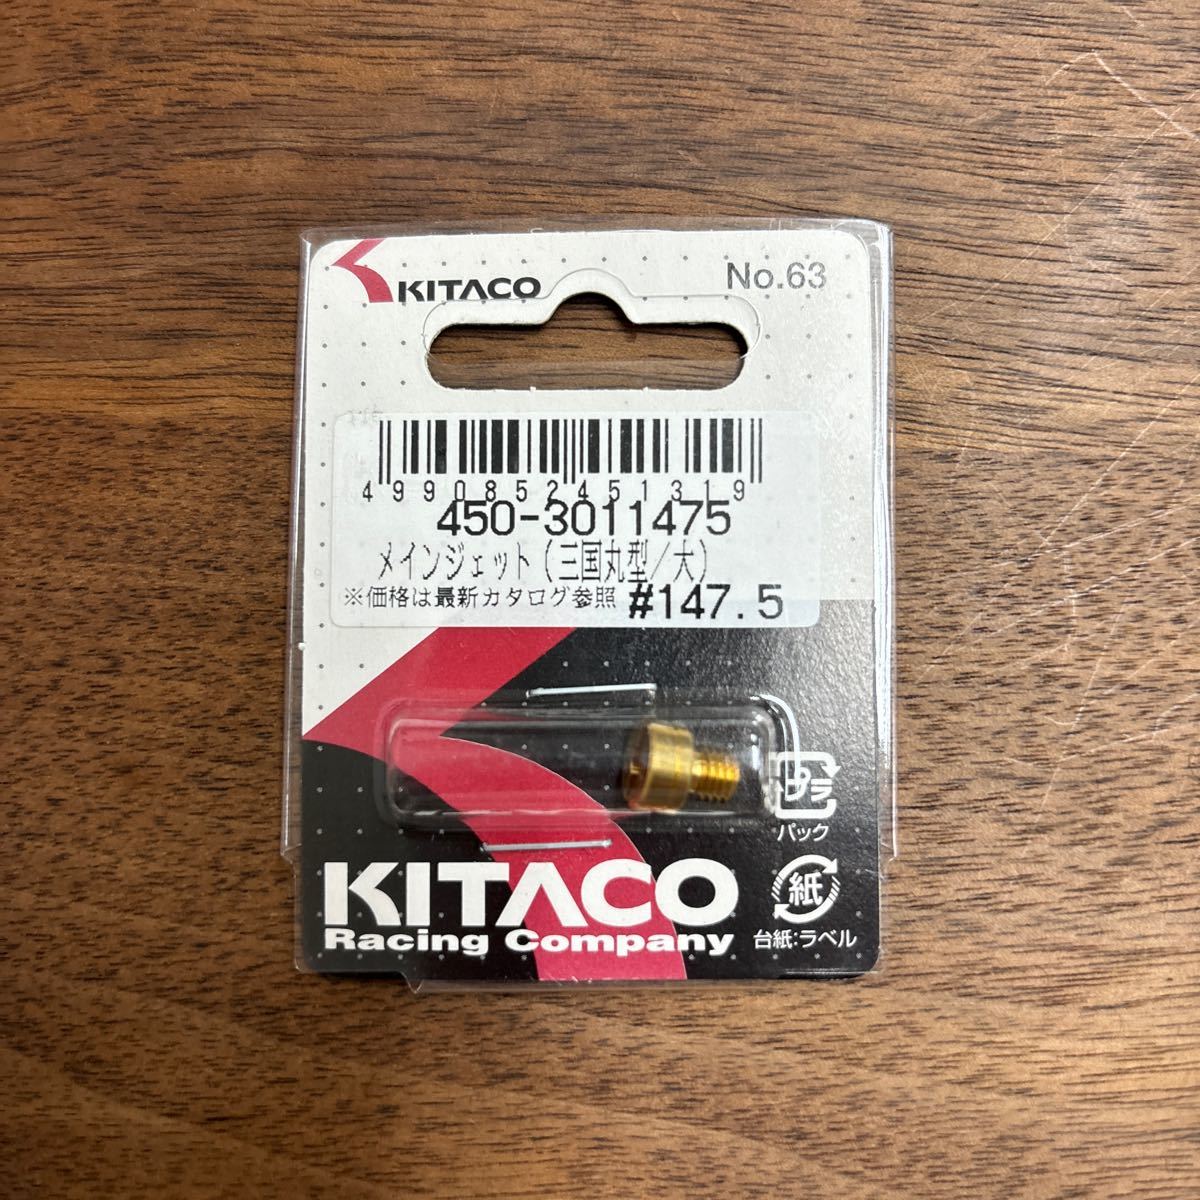 KITACO
No.63
4990852451319
450-3011475
メインジェット(三国丸型/大)
※価格は最新カタログ参照 #147.5
プラ
パック
紙
台紙:ラベル
KITACO
Racing Company